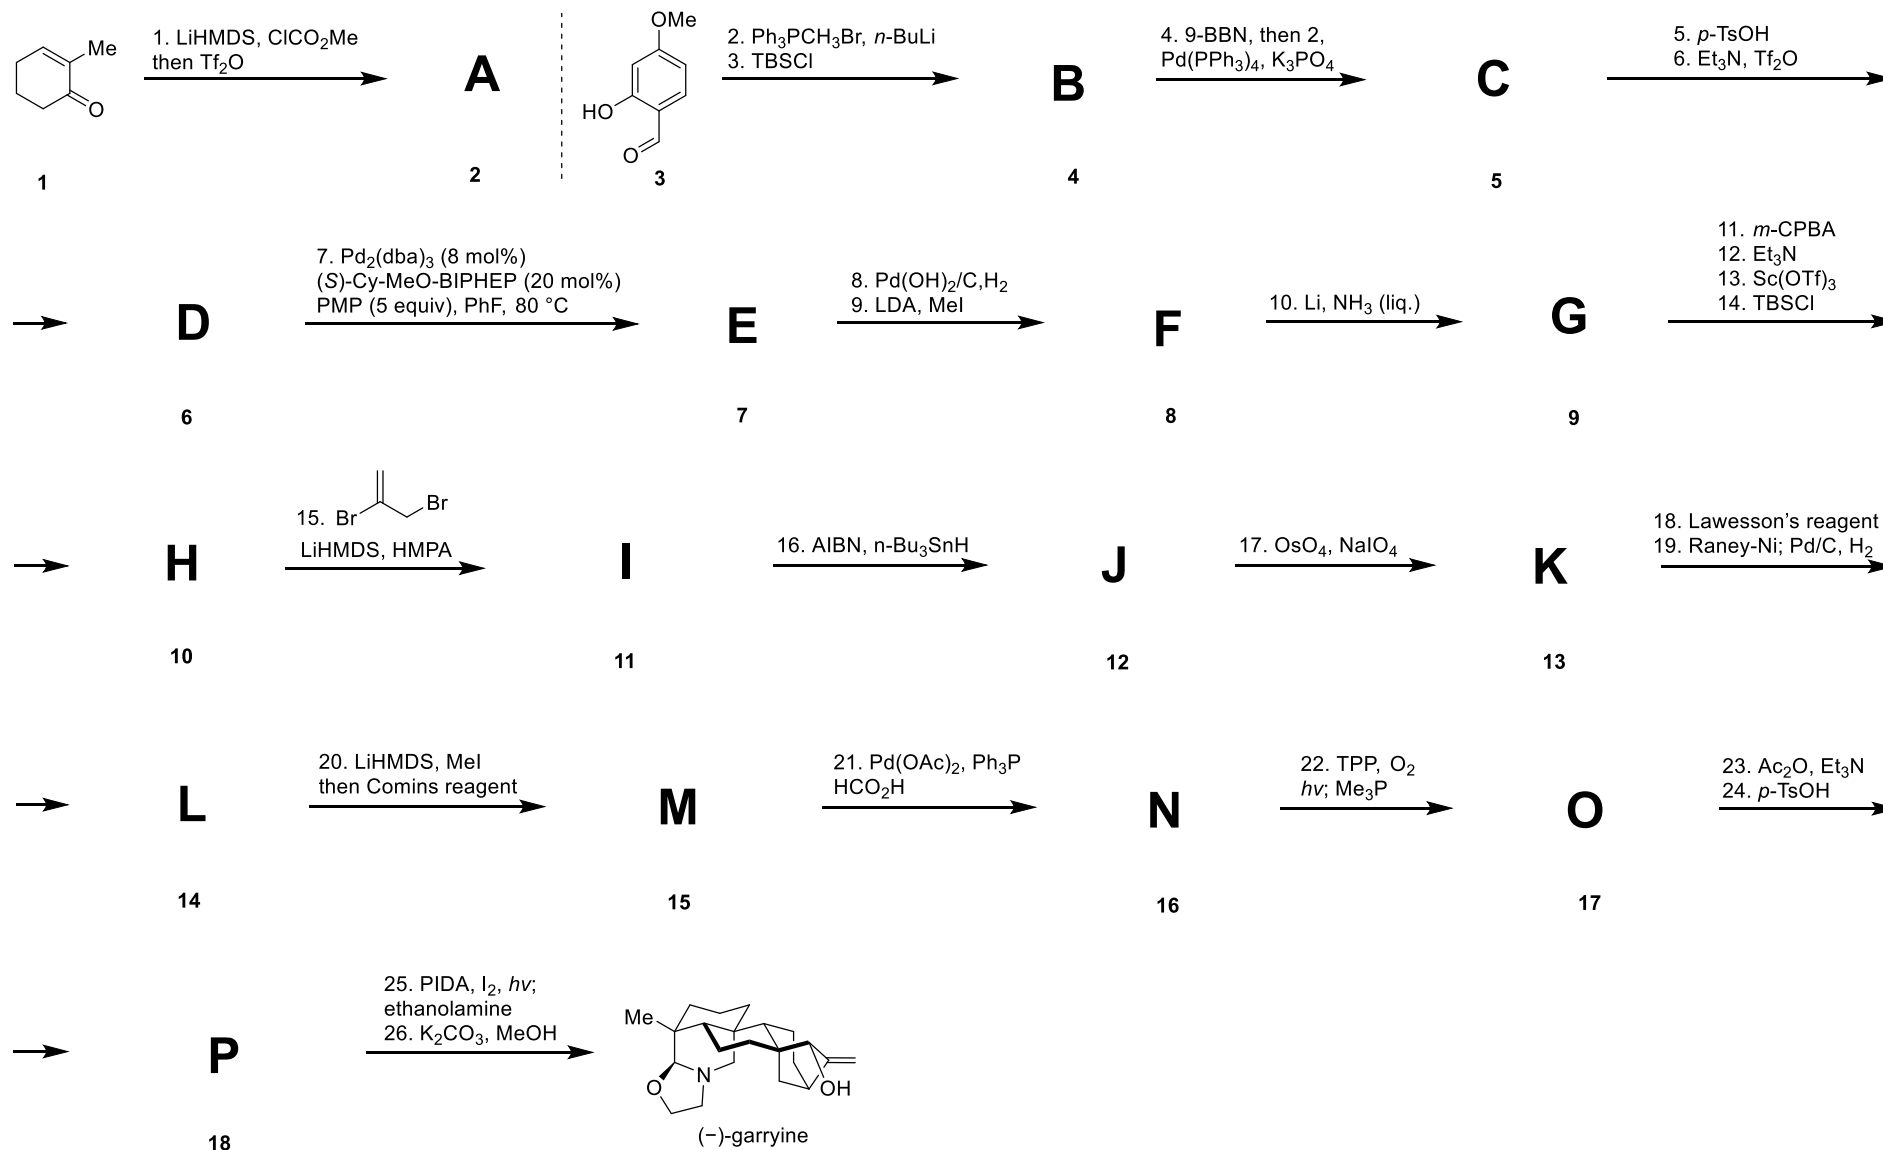 Me
O
1
1. LiHMDS, ClCO₂Me
then Tf₂O
A
2
OMe
HO
O
3
2. Ph₃PCH₃Br, n-BuLi
3. TBSCl
B
4
4. 9-BBN, then 2,
Pd(PPh₃)₄, K₃PO₄
C
5
5. p-TsOH
6. Et₃N, Tf₂O
D
6
7. Pd₂(dba)₃ (8 mol%)
(S)-Cy-MeO-BIPHEP (20 mol%)
PMP (5 equiv), PhF, 80 °C
E
7
8. Pd(OH)₂/C,H₂
9. LDA, MeI
F
8
10. Li, NH₃ (liq.)
G
9
11. m-CPBA
12. Et₃N
13. Sc(OTf)₃
14. TBSCl
H
10
15.
Br
Br
LiHMDS, HMPA
I
11
16. AIBN, n-Bu₃SnH
J
12
17. OsO₄, NaIO₄
K
13
18. Lawesson's reagent
19. Raney-Ni; Pd/C, H₂
L
14
20. LiHMDS, MeI
then Comins reagent
M
15
21. Pd(OAc)₂, Ph₃P
HCO₂H
N
16
22. TPP, O₂
hν; Me₃P
O
17
23. Ac₂O, Et₃N
24. p-TsOH
P
18
25. PIDA, I₂, hν;
ethanolamine
26. K₂CO₃, MeOH
Me
O
N
OH
(−)-garryine